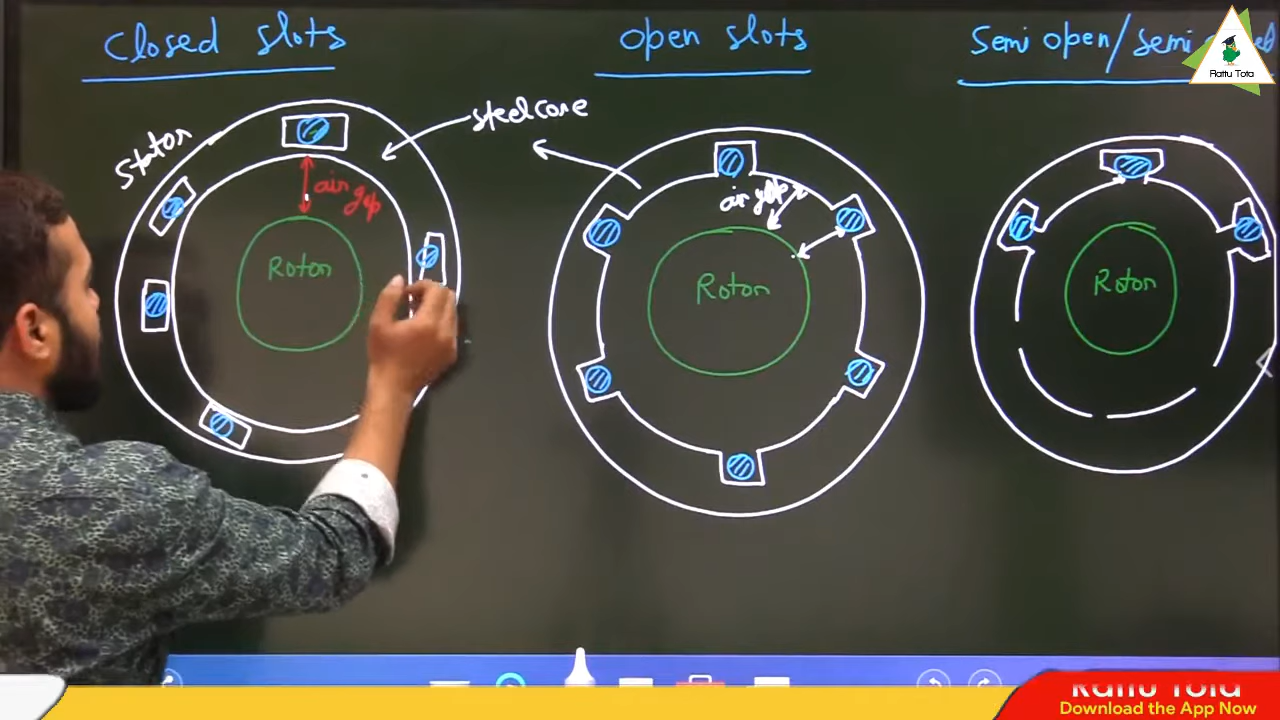 Closed slots
open slots
Semi open/semi
Rattu Tota
Stator
steel core
air gap
air gap
Rotor
Rotor
Rotor
Rattu Tota
Download the App Now